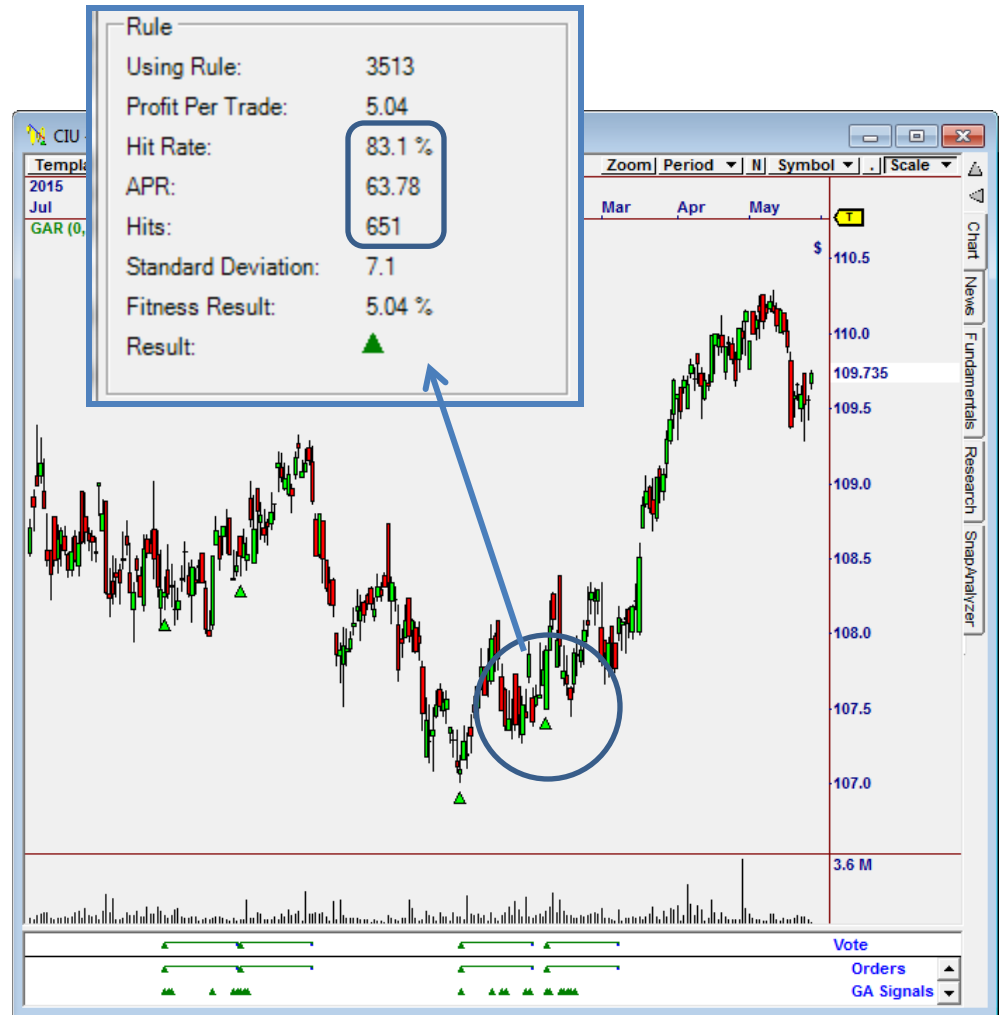 Rule
Using Rule: 3513
Profit Per Trade: 5.04
Hit Rate: 83.1 %
APR: 63.78
Hits: 651
Standard Deviation: 7.1
Fitness Result: 5.04 %
Result:
CIU
Zoom Period N Symbol . Scale
2015
Jul Mar Apr May
T
GAR (0,
$
110.5
110.0
109.735
109.5
109.0
108.5
108.0
107.5
107.0
3.6 M
Vote
Orders
GA Signals
Chart
News
Fundamentals
Research
SnapAnalyzer